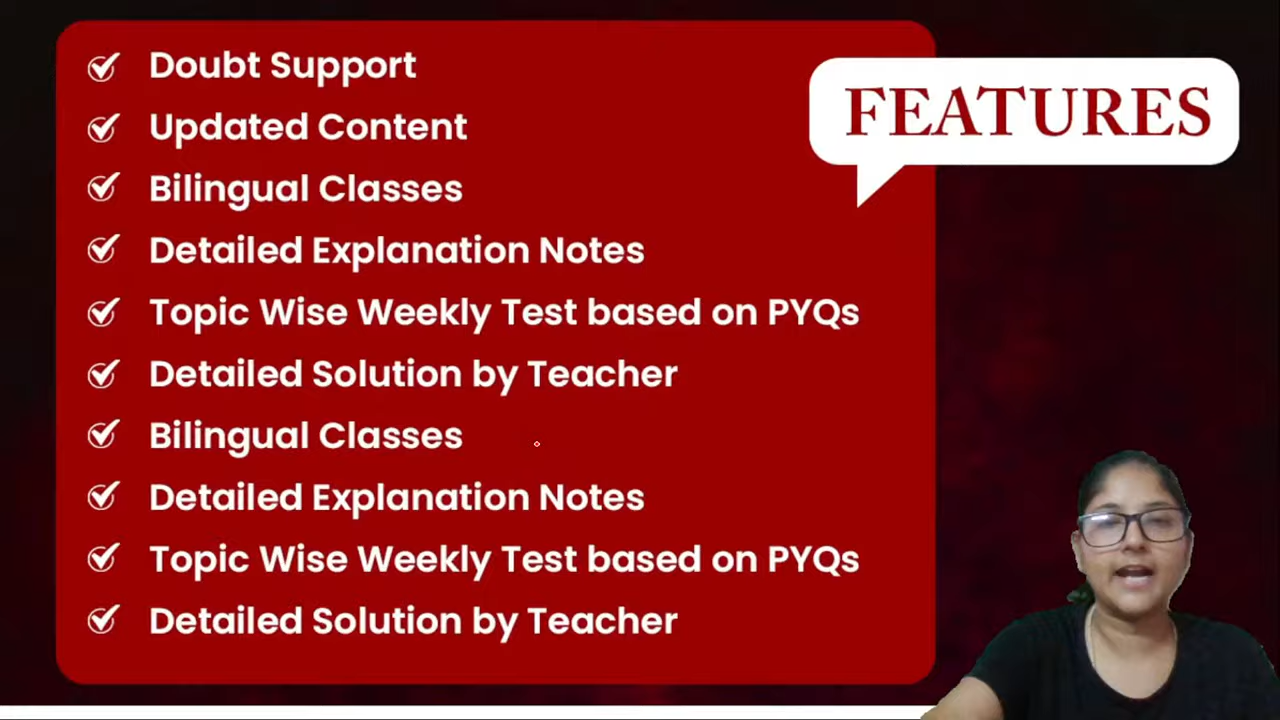 Doubt Support
FEATURES
Updated Content
Bilingual Classes
Detailed Explanation Notes
Topic Wise Weekly Test based on PYQs
Detailed Solution by Teacher
Bilingual Classes
Detailed Explanation Notes
Topic Wise Weekly Test based on PYQs
Detailed Solution by Teacher